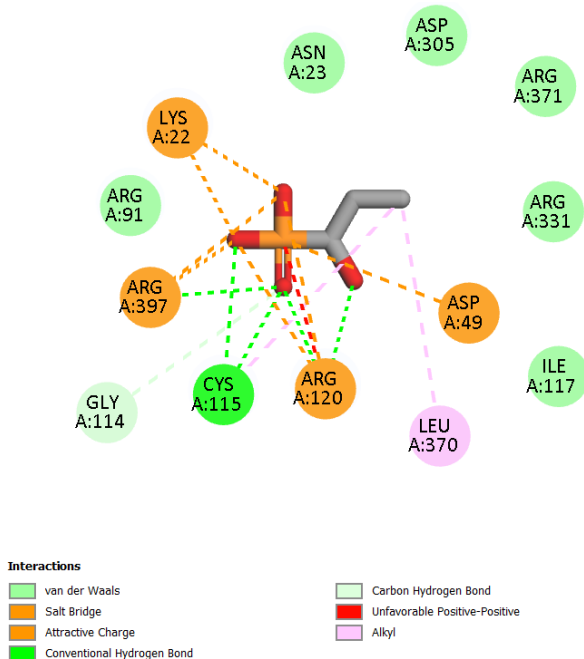 ASN
A:23
ASP
A:305
ARG
A:371
LYS
A:22
ARG
A:91
ARG
A:331
ARG
A:397
ASP
A:49
GLY
A:114
CYS
A:115
ARG
A:120
ILE
A:117
LEU
A:370
Interactions
van der Waals
Salt Bridge
Attractive Charge
Conventional Hydrogen Bond
Carbon Hydrogen Bond
Unfavorable Positive-Positive
Alkyl